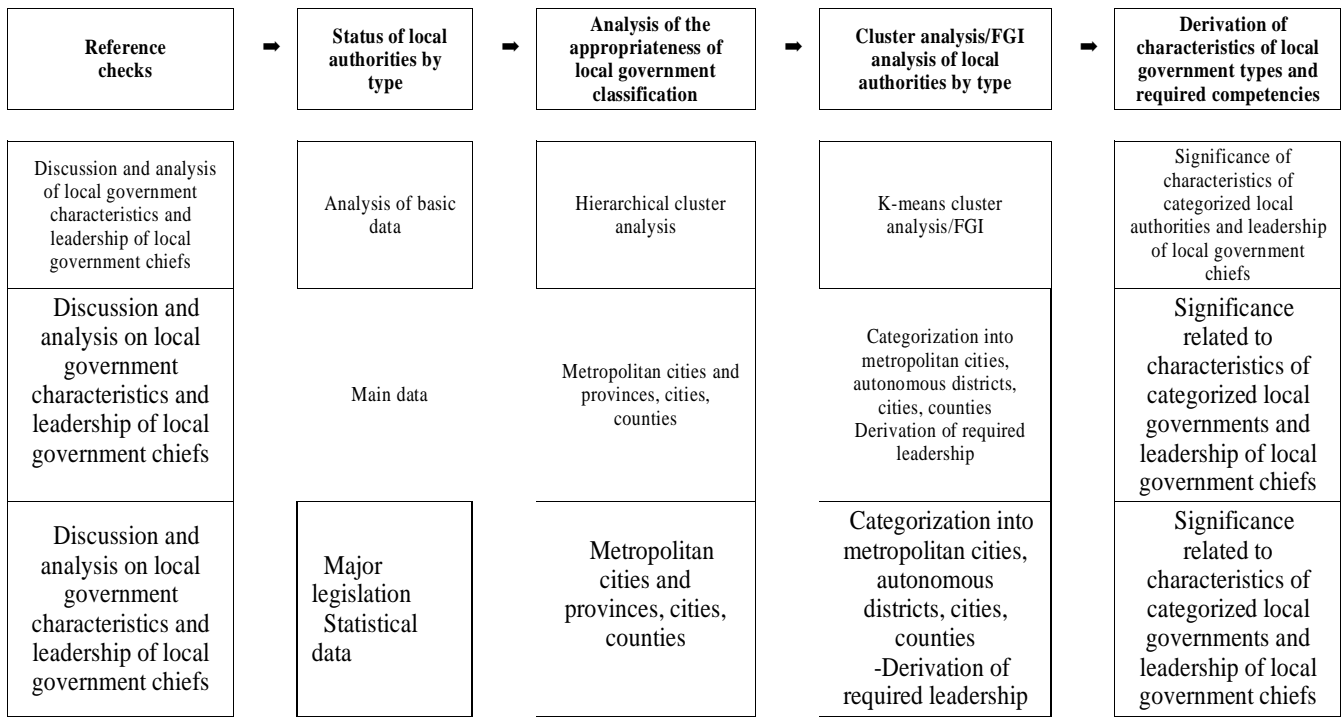 Reference
checks
➡
Status of local
authorities by
type
➡
Analysis of the
appropriateness of
local government
classification
➡
Cluster analysis/FGI
analysis of local
authorities by type
➡
Derivation of
characteristics of local
government types and
required competencies
Discussion and analysis
of local government
characteristics and
leadership of local
government chiefs
Analysis of basic
data
Hierarchical cluster
analysis
K-means cluster
analysis/FGI
Significance of
characteristics of
categorized local
authorities and leadership
of local government
chiefs
Discussion and
analysis on local
government
characteristics and
leadership of local
government chiefs
Main data
Metropolitan cities and
provinces, cities,
counties
Categorization into
metropolitan cities,
autonomous districts,
cities, counties
Derivation of required
leadership
Significance
related to
characteristics of
categorized local
governments and
leadership of local
government chiefs
Discussion and
analysis on local
government
characteristics and
leadership of local
government chiefs
Major
legislation
Statistical
data
Metropolitan
cities and
provinces, cities,
counties
Categorization into
metropolitan cities,
autonomous
districts, cities,
counties
-Derivation of
required leadership
Significance
related to
characteristics of
categorized local
governments and
leadership of local
government chiefs